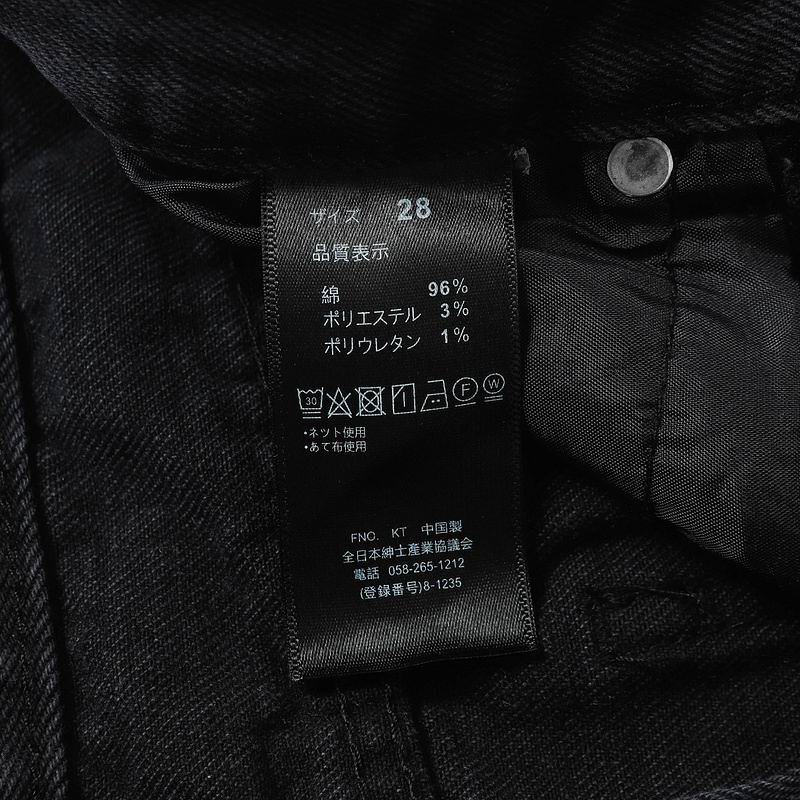 サイズ 28
品質表示
綿 96%
ポリエステル 3%
ポリウレタン 1%
30 F W
・ネット使用
・あて布使用
FNO. KT 中国製
全日本紳士産業協議会
電話 058-265-1212
(登録番号)8-1235